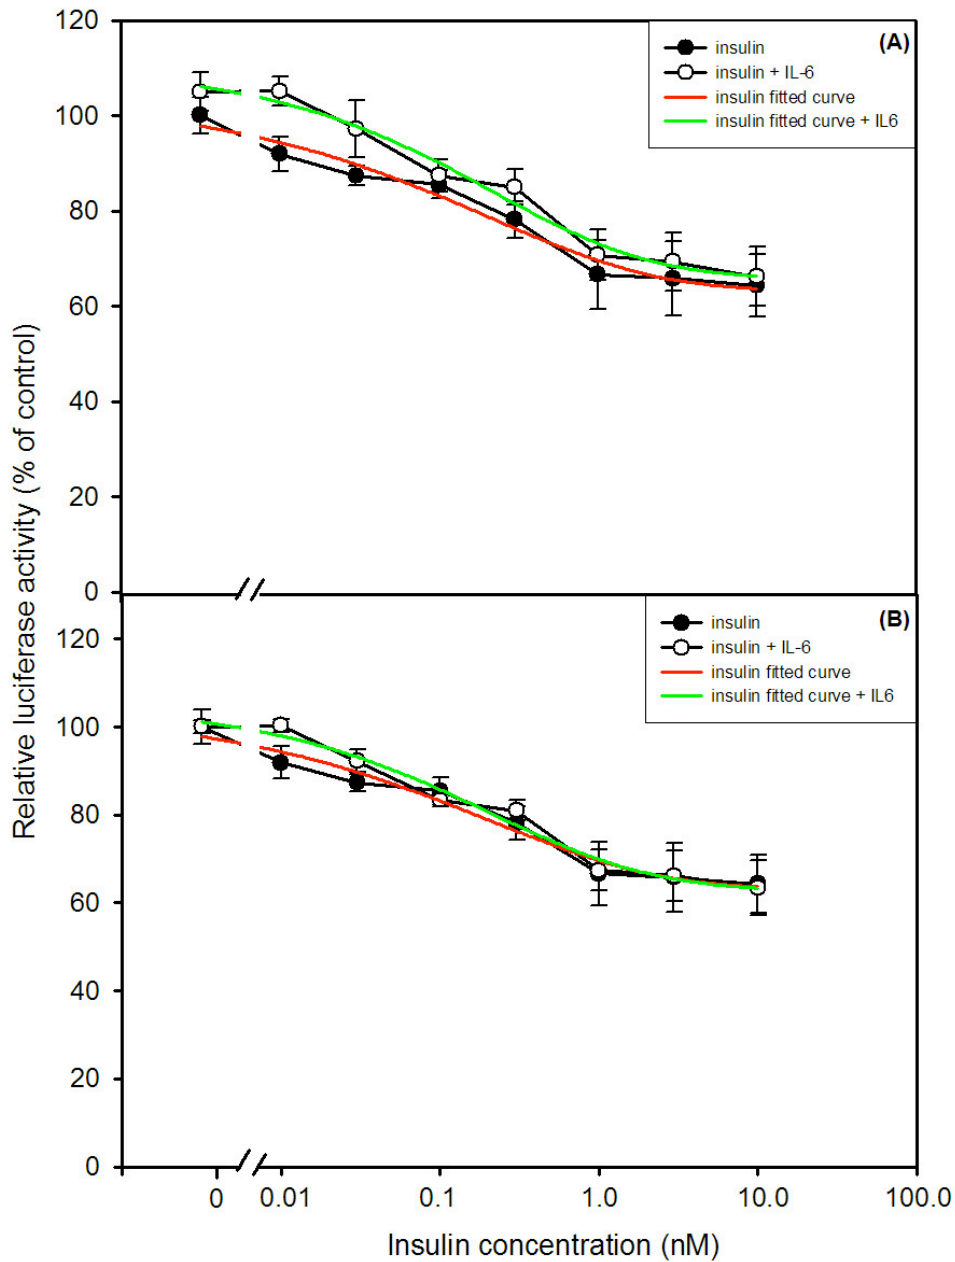 120
100
80
60
40
20
0
(A)
insulin
insulin + IL-6
insulin fitted curve
insulin fitted curve + IL6
Relative luciferase activity (% of control)
120
100
80
60
40
20
0
(B)
insulin
insulin + IL-6
insulin fitted curve
insulin fitted curve + IL6
0 0.01 0.1 1.0 10.0 100.0
Insulin concentration (nM)